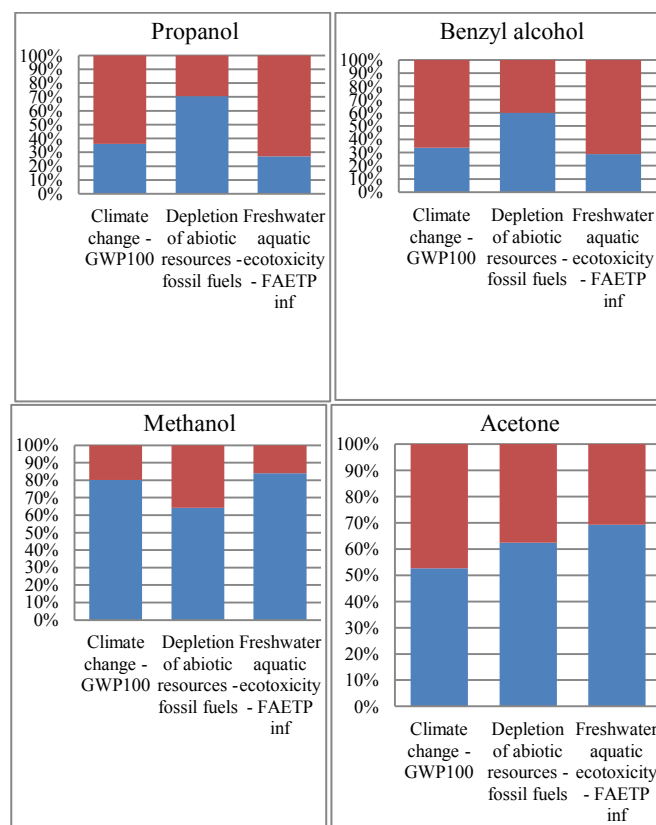 Propanol
100%
90%
80%
70%
60%
50%
40%
30%
20%
10%
0%
Climate
change -
GWP100
Depletion
of abiotic
resources -
fossil fuels
Freshwater
aquatic
ecotoxicity
- FAETP
inf
Benzyl alcohol
100%
90%
80%
70%
60%
50%
40%
30%
20%
10%
0%
Climate
change -
GWP100
Depletion
of abiotic
resources -
fossil fuels
Freshwater
aquatic
ecotoxicity
- FAETP
inf
Methanol
100%
90%
80%
70%
60%
50%
40%
30%
20%
10%
0%
Climate
change -
GWP100
Depletion
of abiotic
resources -
fossil fuels
Freshwater
aquatic
ecotoxicity
- FAETP
inf
Acetone
100%
90%
80%
70%
60%
50%
40%
30%
20%
10%
0%
Climate
change -
GWP100
Depletion
of abiotic
resources -
fossil fuels
Freshwater
aquatic
ecotoxicity
- FAETP
inf